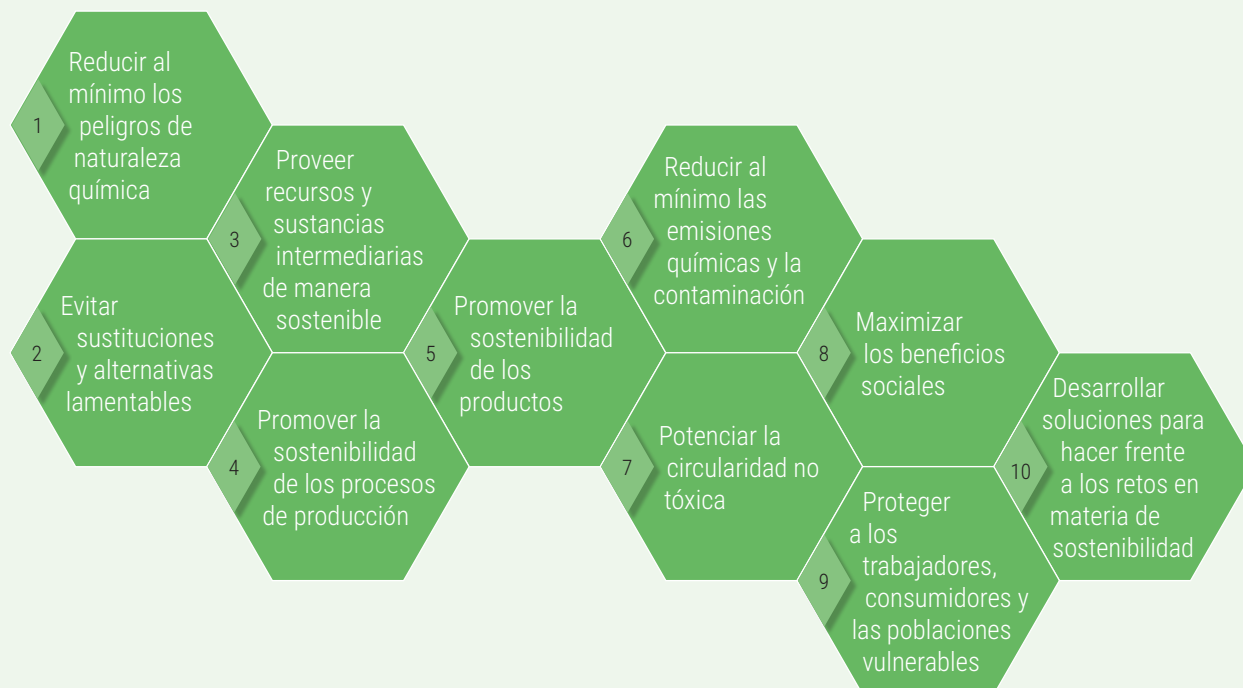 1
Reducir al
mínimo los
peligros de
naturaleza
química
2
Evitar
sustituciones
y alternativas
lamentables
3
Proveer
recursos y
sustancias
intermediarias
de manera
sostenible
4
Promover la
sostenibilidad
de los procesos
de producción
5
Promover la
sostenibilidad
de los
productos
6
Reducir al
mínimo las
emisiones
químicas y la
contaminación
7
Potenciar la
circularidad no
tóxica
8
Maximizar
los beneficios
sociales
9
Proteger
a los
trabajadores,
consumidores y
las poblaciones
vulnerables
10
Desarrollar
soluciones para
hacer frente
a los retos en
materia de
sostenibilidad